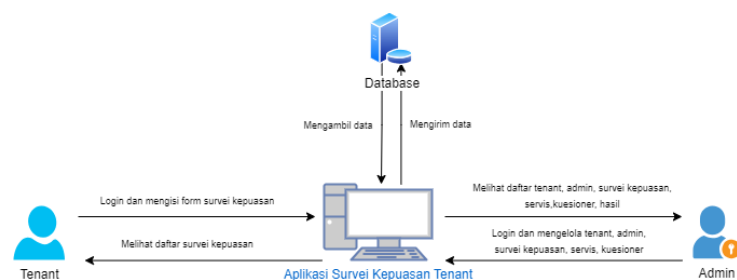 Database
Mengambil data
Mengirim data
Login dan mengisi form survei kepuasan
Melihat daftar tenant, admin, survei kepuasan,
servis,kuesioner, hasil
Melihat daftar survei kepuasan
Login dan mengelola tenant, admin,
survei kepuasan, servis, kuesioner
Tenant
Aplikasi Survei Kepuasan Tenant
Admin